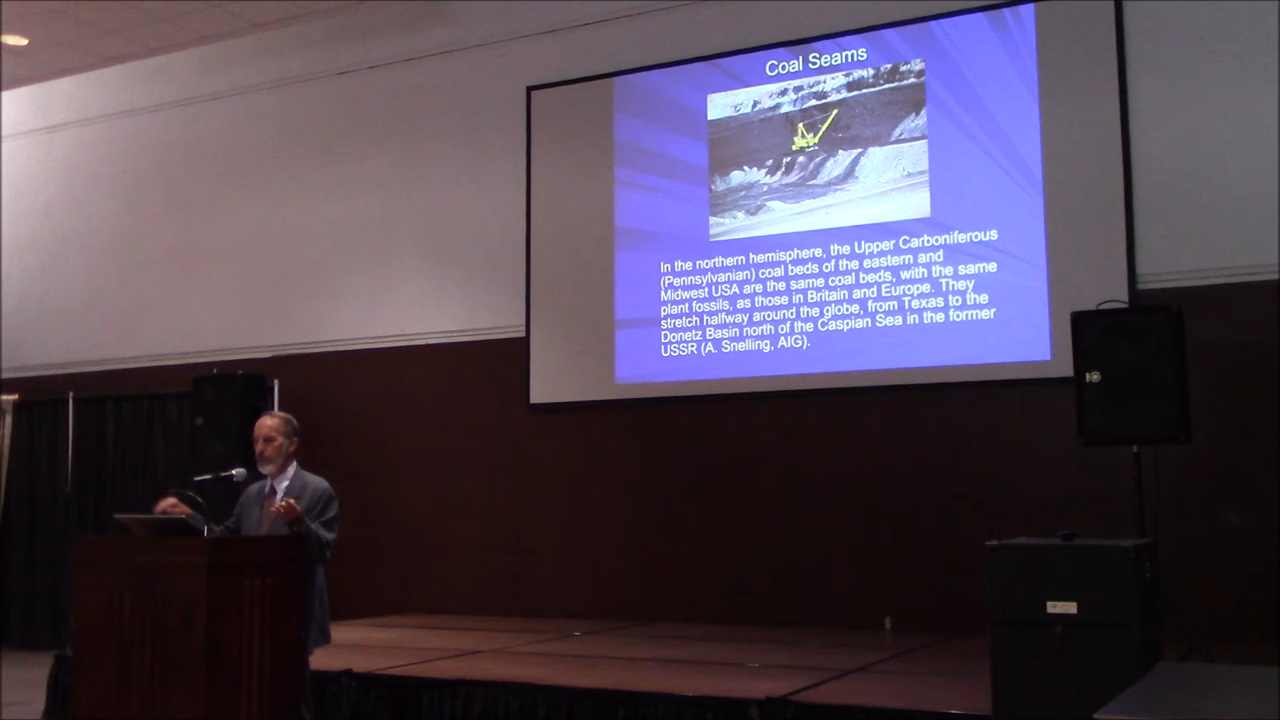 Coal Seams
In the northern hemisphere, the Upper Carboniferous
(Pennsylvanian) coal beds of the eastern and
Midwest USA are the same coal beds, with the same
plant fossils, as those in Britain and Europe. They
stretch halfway around the globe, from Texas to the
Donetz Basin north of the Caspian Sea in the former
USSR (A. Snelling, AIG).